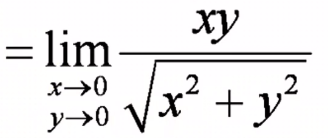 = lim xy / √(x² + y²)
x→0
y→0